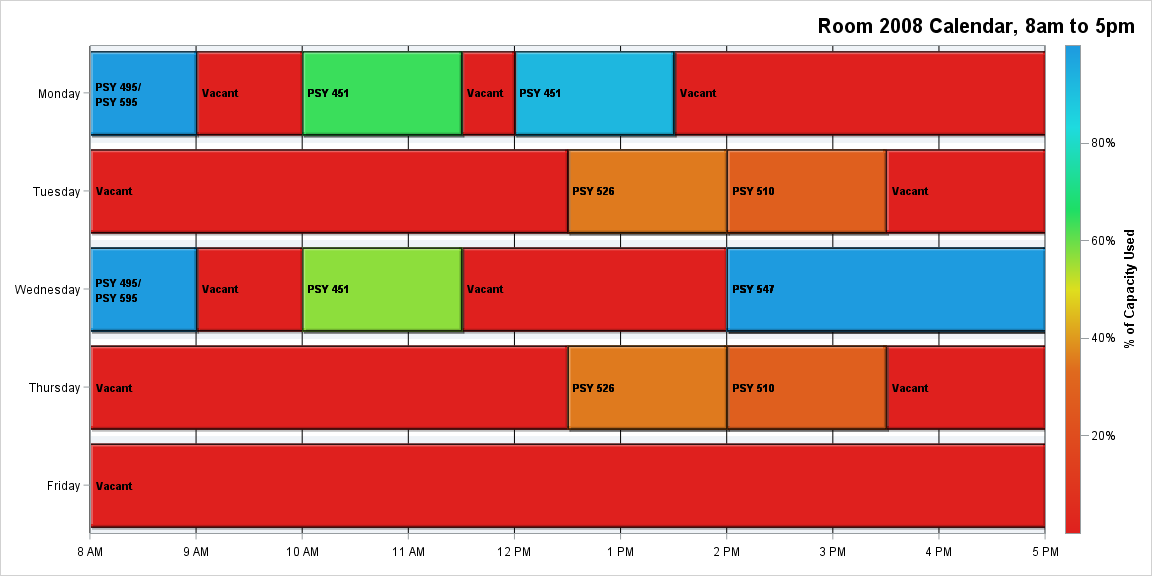 Room 2008 Calendar, 8am to 5pm
Monday
PSY 495/
PSY 595
Vacant
PSY 451
Vacant
PSY 451
Vacant
Tuesday
Vacant
PSY 526
PSY 510
Vacant
Wednesday
PSY 495/
PSY 595
Vacant
PSY 451
Vacant
PSY 547
Thursday
Vacant
PSY 526
PSY 510
Vacant
Friday
Vacant
8 AM 9 AM 10 AM 11 AM 12 PM 1 PM 2 PM 3 PM 4 PM 5 PM
80%
60%
40%
20%
% of Capacity Used